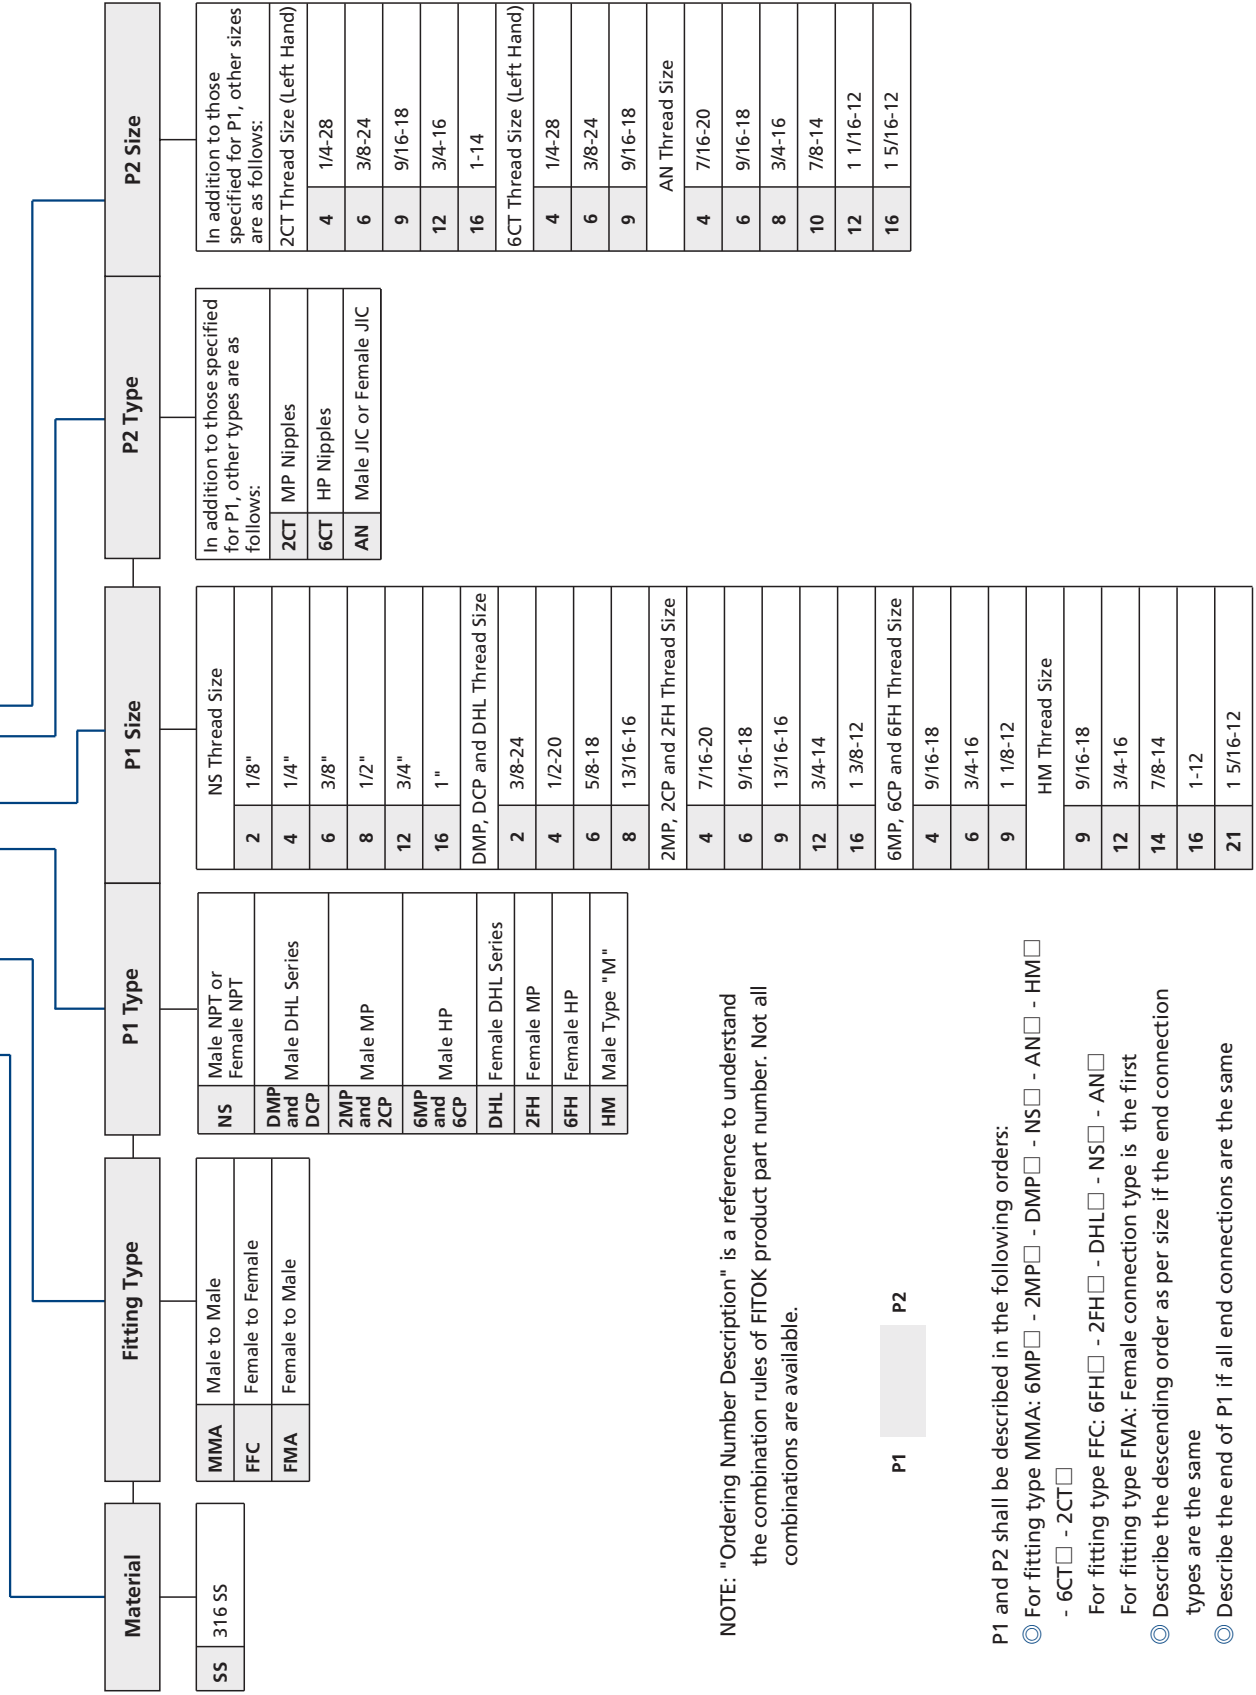 Material
Fitting Type
P1 Type
P1 Size
P2 Type
P2 Size
SS 316 SS
MMA Male to Male
FFC Female to Female
FMA Female to Male
NS Male NPT or
Female NPT
DMP
and
DCP Male DHL Series
2MP
and
2CP Male MP
6MP
and
6CP Male HP
DHL Female DHL Series
2FH Female MP
6FH Female HP
HM Male Type "M"
NS Thread Size
2 1/8"
4 1/4"
6 3/8"
8 1/2"
12 3/4"
16 1"
DMP, DCP and DHL Thread Size
2 3/8-24
4 1/2-20
6 5/8-18
8 13/16-16
2MP, 2CP and 2FH Thread Size
4 7/16-20
6 9/16-18
9 13/16-16
12 3/4-14
16 1 3/8-12
6MP, 6CP and 6FH Thread Size
4 9/16-18
6 3/4-16
9 1 1/8-12
HM Thread Size
9 9/16-18
12 3/4-16
14 7/8-14
16 1-12
21 1 5/16-12
In addition to those specified
for P1, other types are as
follows:
2CT MP Nipples
6CT HP Nipples
AN Male JIC or Female JIC
In addition to those
specified for P1, other sizes
are as follows:
2CT Thread Size (Left Hand)
4 1/4-28
6 3/8-24
9 9/16-18
12 3/4-16
16 1-14
6CT Thread Size (Left Hand)
4 1/4-28
6 3/8-24
9 9/16-18
AN Thread Size
4 7/16-20
6 9/16-18
8 3/4-16
10 7/8-14
12 1 1/16-12
16 1 5/16-12
NOTE: "Ordering Number Description" is a reference to understand
the combination rules of FITOK product part number. Not all
combinations are available.
P1 P2
P1 and P2 shall be described in the following orders:
◎ For fitting type MMA: 6MP□ - 2MP□ - DMP□ - NS□ - AN□ - HM□
- 6CT□ - 2CT□
For fitting type FFC: 6FH□ - 2FH□ - DHL□ - NS□ - AN□
For fitting type FMA: Female connection type is the first
◎ Describe the descending order as per size if the end connection
types are the same
◎ Describe the end of P1 if all end connections are the same